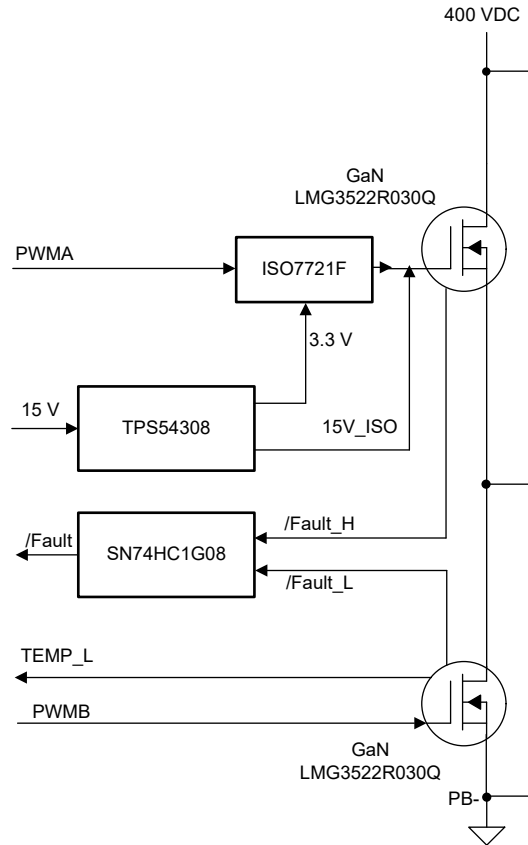 400 VDC
GaN
LMG3522R030Q
PWMA
ISO7721F
3.3 V
15 V
TPS54308
15V_ISO
/Fault_H
/Fault
SN74HC1G08
/Fault_L
TEMP_L
PWMB
GaN
LMG3522R030Q
PB-